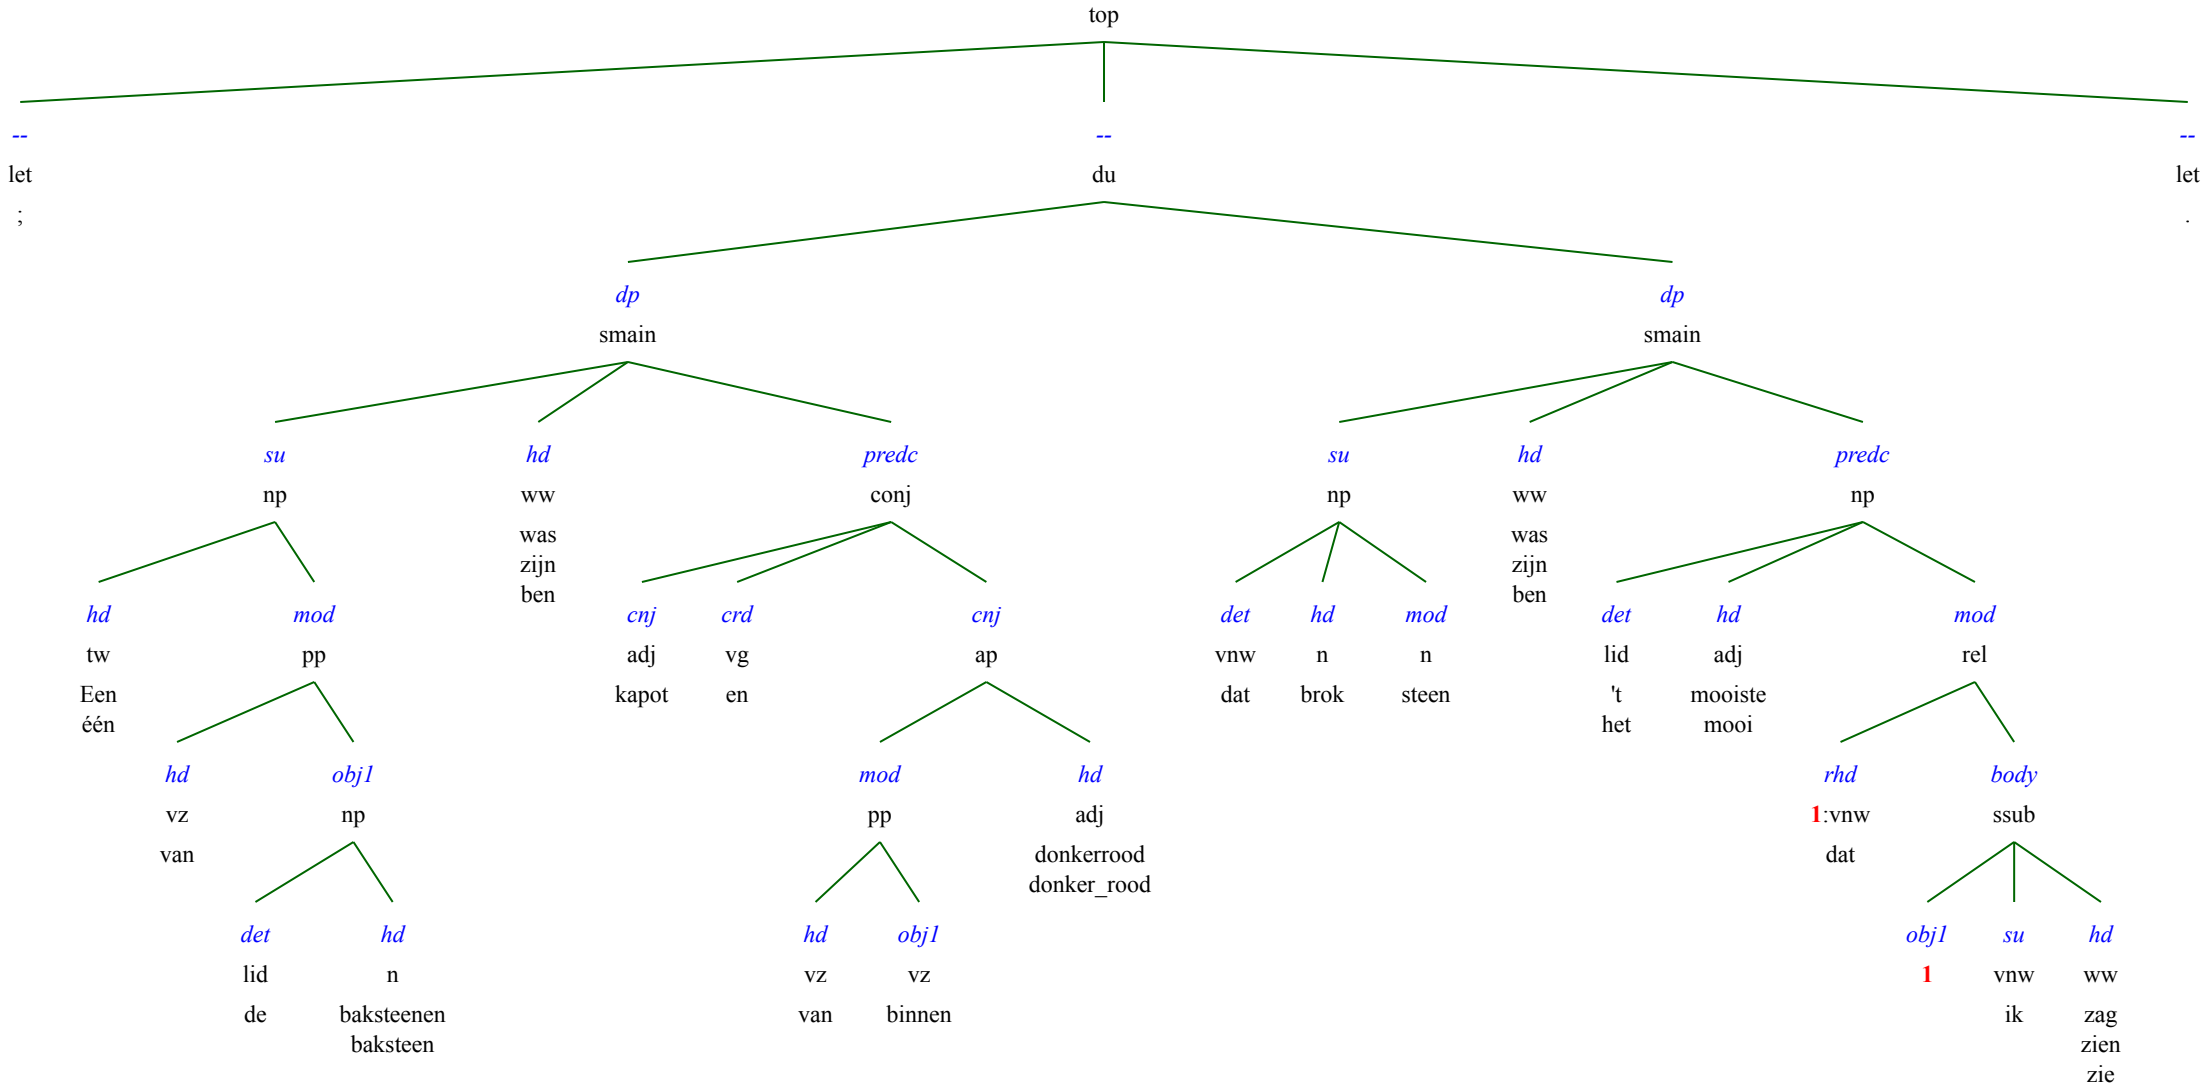 top
-- -- --
let du let
; .
dp dp
smain smain
su hd predc su hd predc
np ww conj np ww np
was was
zijn zijn
ben ben
hd mod cnj crd cnj det hd mod det hd mod
tw pp adj vg ap vnw n n lid adj rel
Een kapot en dat brok steen 't mooiste
één het mooi
hd obj1 mod hd rhd body
vz np pp adj 1:vnw ssub
van donkerrood dat
donker_rood
det hd hd obj1 obj1 su hd
lid n vz vz 1 vnw ww
de baksteenen van binnen ik zag
baksteen zien
zie